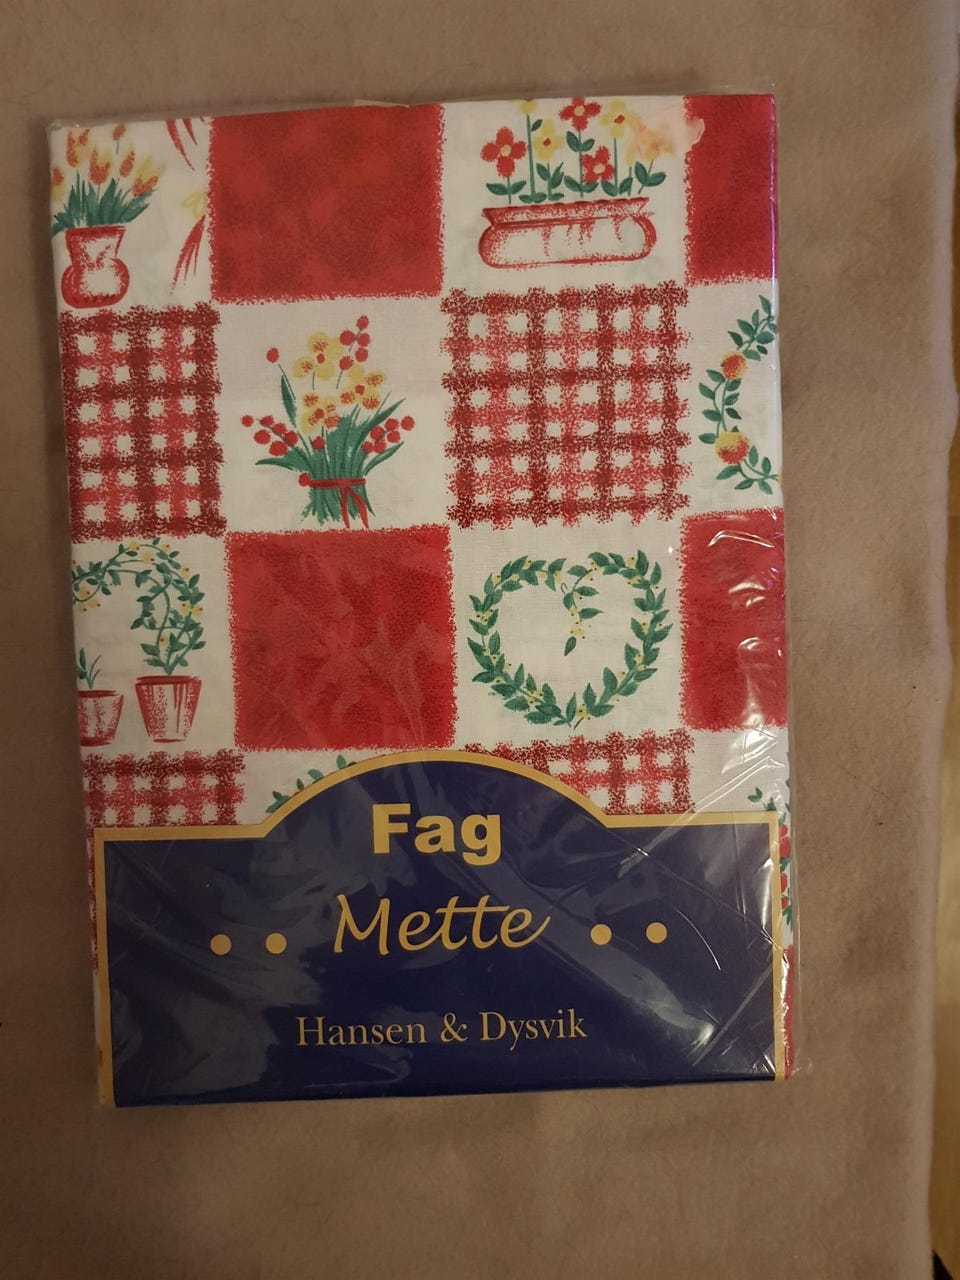 Fag
Mette
Hansen & Dysvik